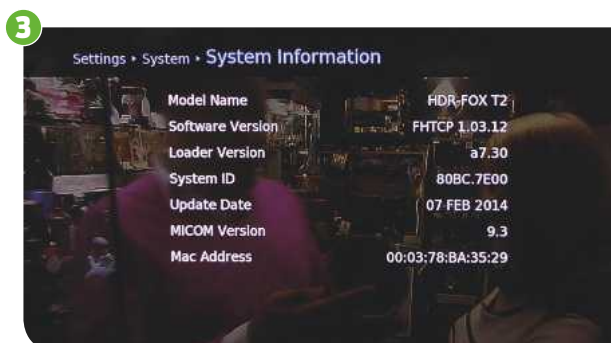 3
Settings • System • System Information
Model Name HDR-FOX T2
Software Version FHTCP 1.03.12
Loader Version a7.30
System ID 80BC.7E00
Update Date 07 FEB 2014
MICOM Version 9.3
Mac Address 00:03:78:BA:35:29